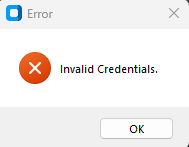 Error
Invalid Credentials.
OK